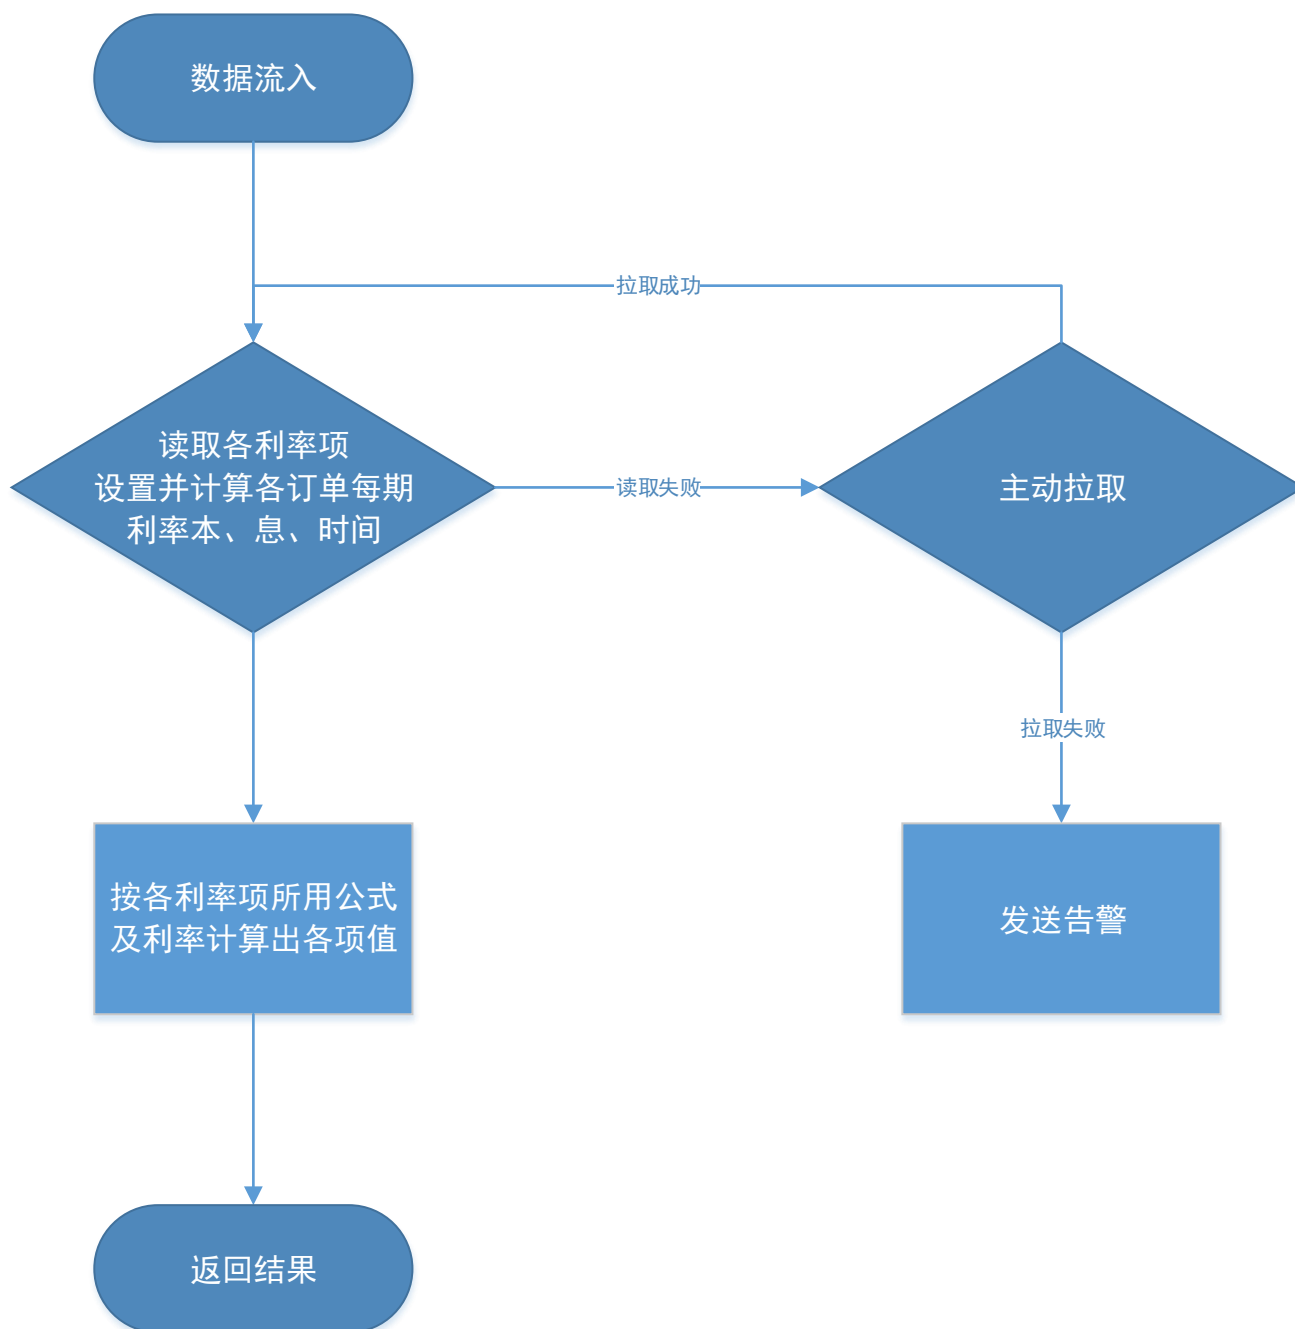 数据流入
拉取成功
读取各利率项
设置并计算各订单每期
利率本、息、时间
读取失败
主动拉取
拉取失败
按各利率项所用公式
及利率计算出各项值
发送告警
返回结果